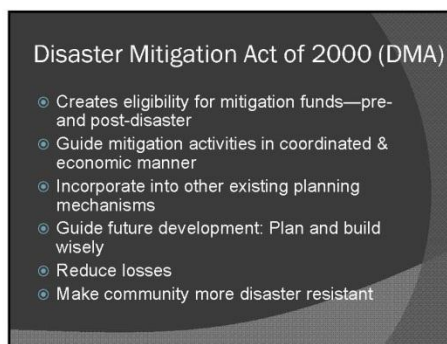 Disaster Mitigation Act of 2000 (DMA)
Creates eligibility for mitigation funds—pre-
and post-disaster
Guide mitigation activities in coordinated &
economic manner
Incorporate into other existing planning
mechanisms
Guide future development: Plan and build
wisely
Reduce losses
Make community more disaster resistant